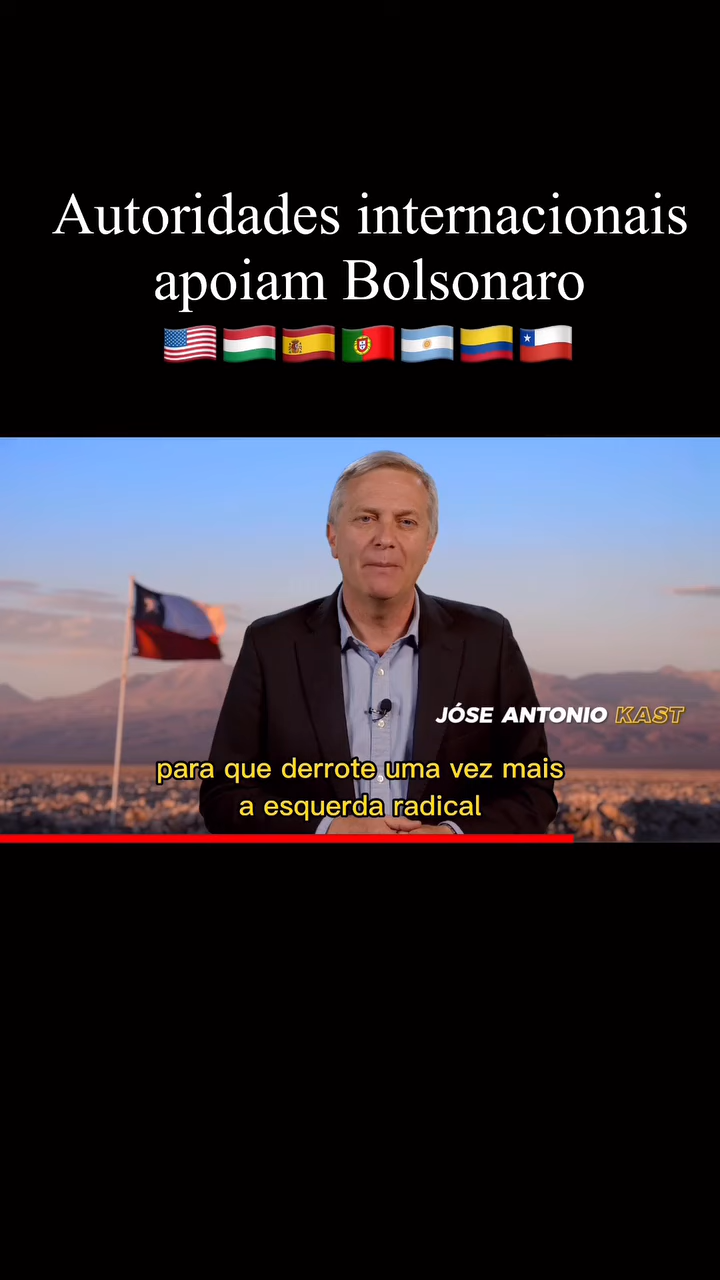 Autoridades internacionais
apoiam Bolsonaro
JÓSE ANTONIO KAST
para que derrote uma vez mais
a esquerda radical